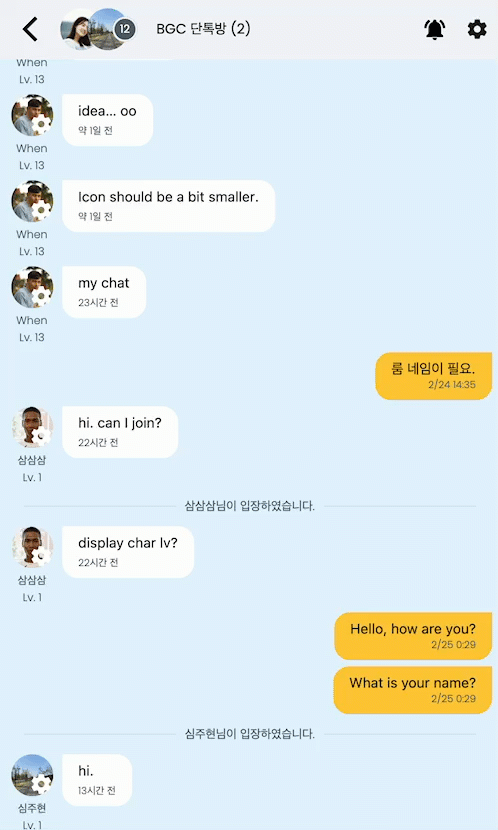 12 BGC 단톡방 (2)
When
Lv. 13
idea... oo
약 1일 전
When
Lv. 13
Icon should be a bit smaller.
약 1일 전
When
Lv. 13
my chat
23시간 전
When
Lv. 13
룸 네임이 필요.
2/24 14:35
hi. can I join?
22시간 전
삼삼삼
Lv. 1
삼삼삼님이 입장하였습니다.
display char lv?
22시간 전
삼삼삼
Lv. 1
Hello, how are you?
2/25 0:29
What is your name?
2/25 0:29
심주현님이 입장하였습니다.
hi.
13시간 전
심주현
Lv. 1